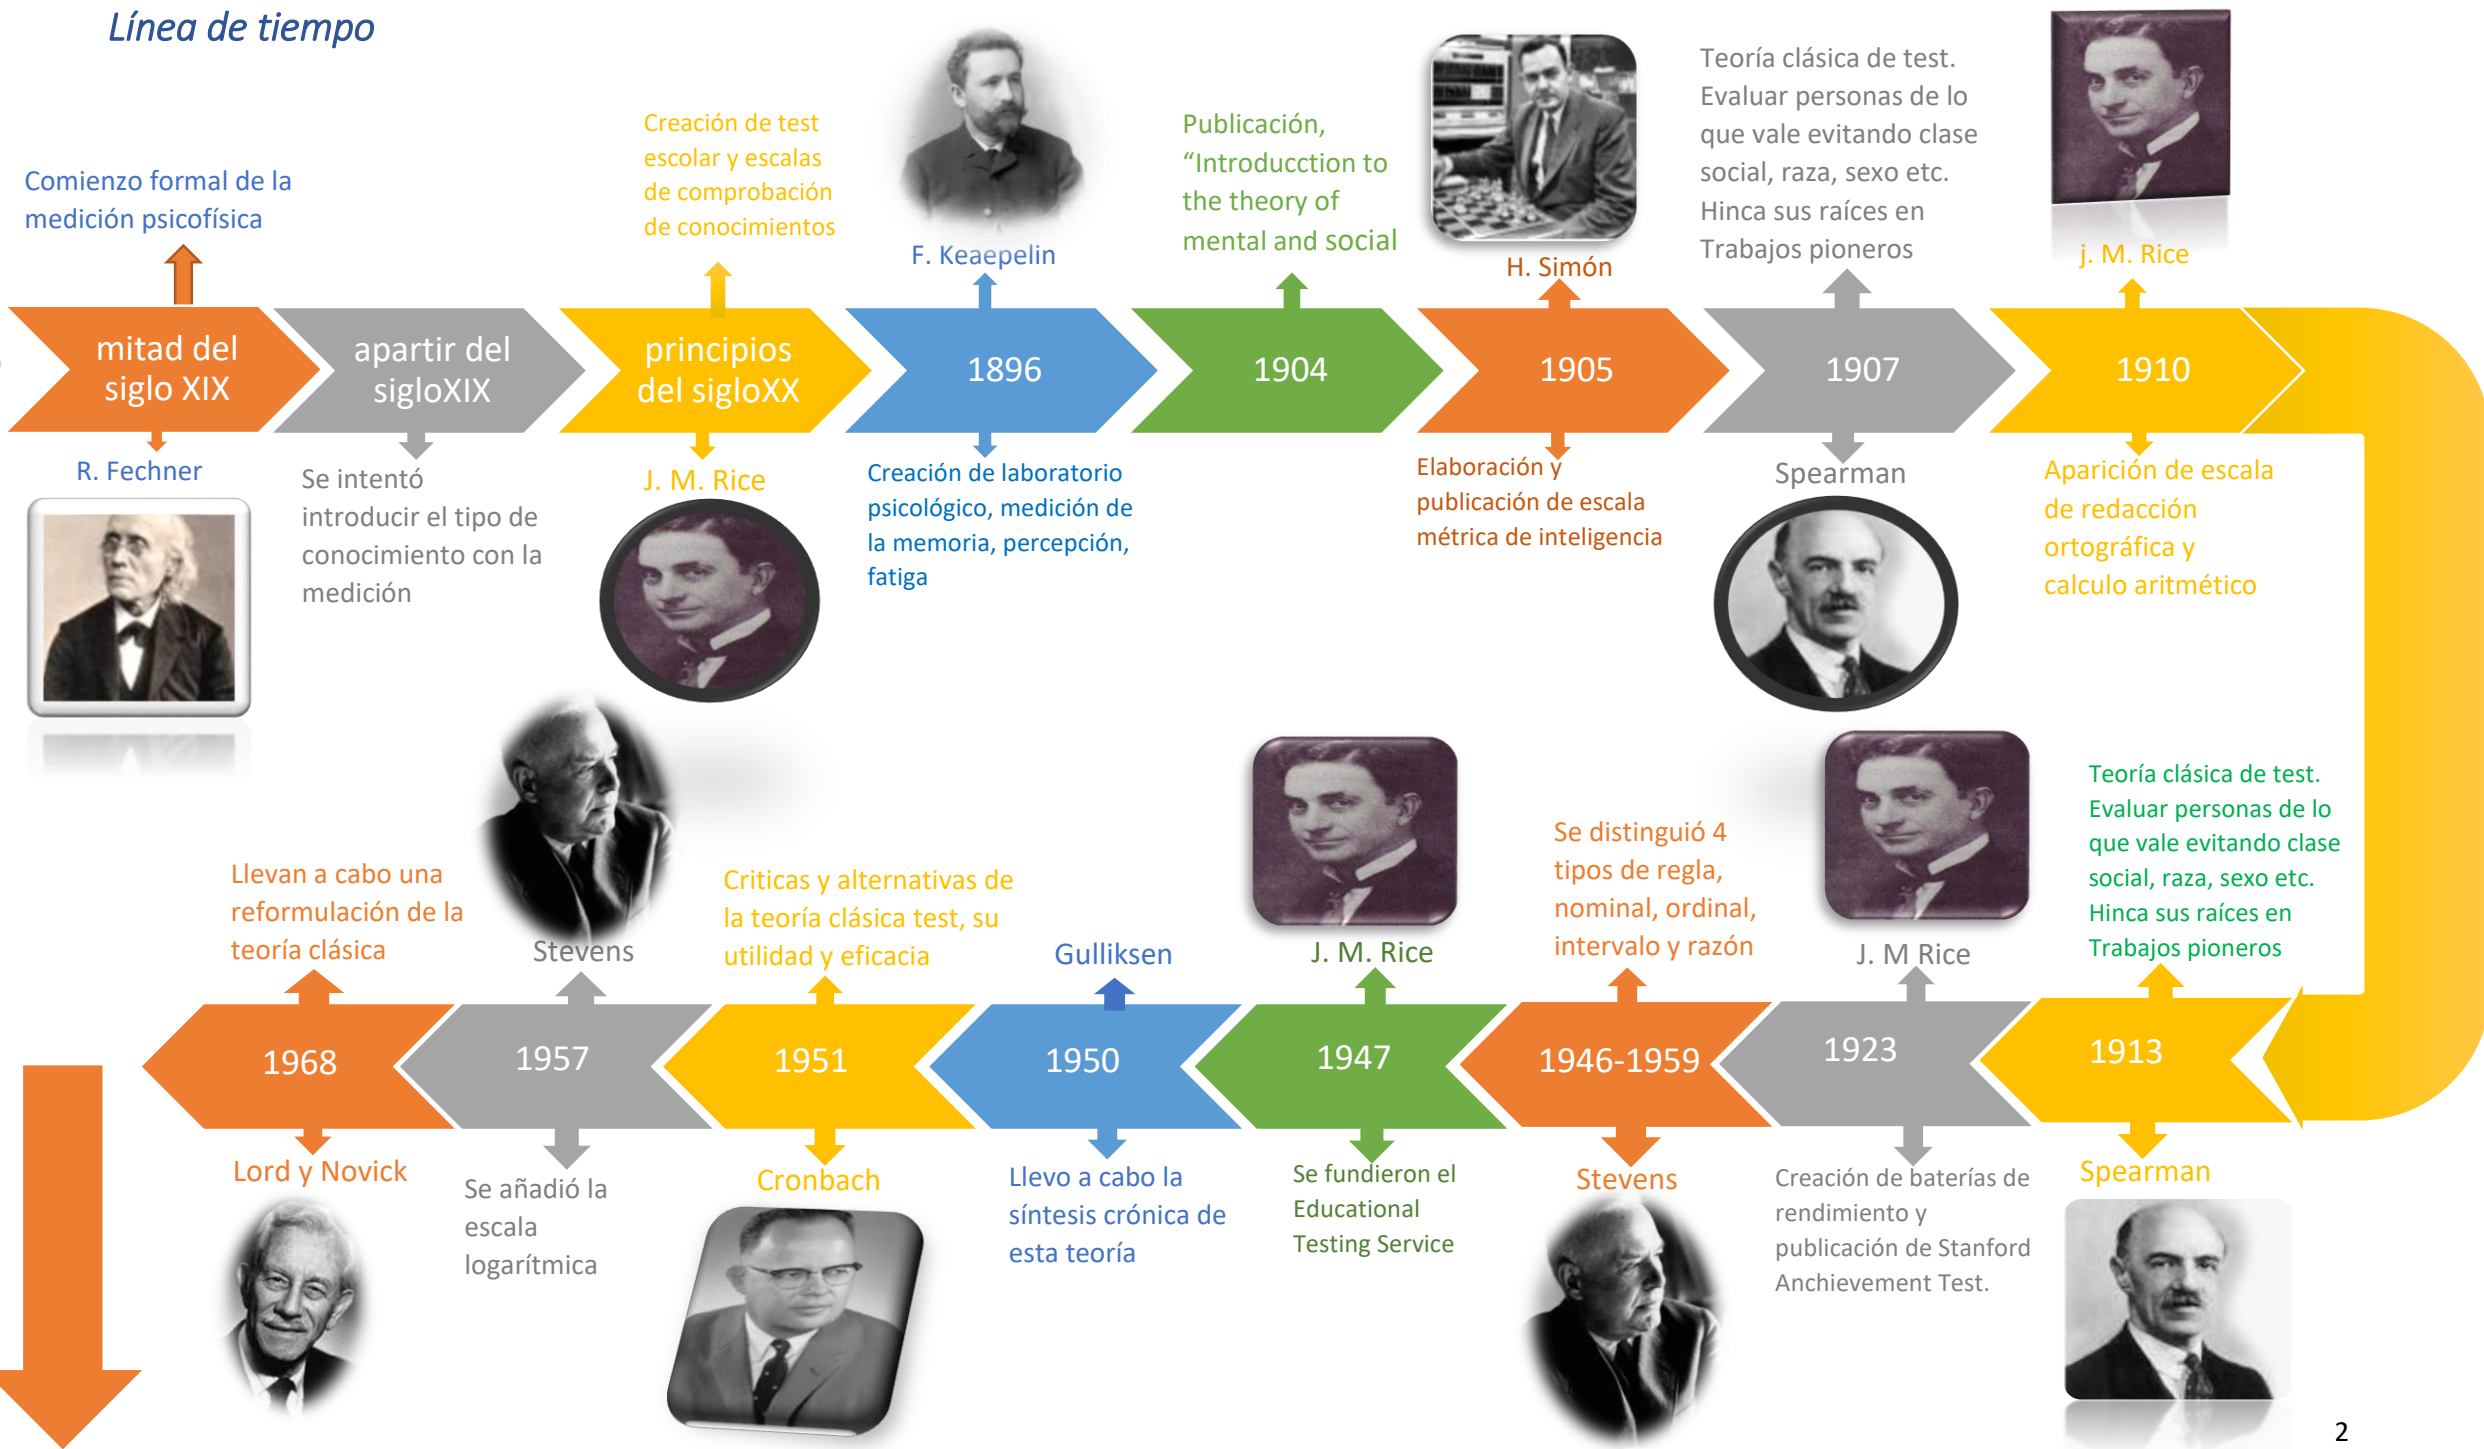 Línea de tiempo
Comienzo formal de la
medición psicofísica
mitad del
siglo XIX
R. Fechner
apartir del
sigloXIX
Se intentó
introducir el tipo de
conocimiento con la
medición
Creación de test
escolar y escalas
de comprobación
de conocimientos
principios
del sigloXX
J. M. Rice
F. Keaepelin
1896
Creación de laboratorio
psicológico, medición de
la memoria, percepción,
fatiga
Publicación,
“Introducction to
the theory of
mental and social
1904
H. Simón
1905
Elaboración y
publicación de escala
métrica de inteligencia
Teoría clásica de test.
Evaluar personas de lo
que vale evitando clase
social, raza, sexo etc.
Hinca sus raíces en
Trabajos pioneros
1907
Spearman
j. M. Rice
1910
Aparición de escala
de redacción
ortográfica y
calculo aritmético
Teoría clásica de test.
Evaluar personas de lo
que vale evitando clase
social, raza, sexo etc.
Hinca sus raíces en
Trabajos pioneros
1913
Spearman
J. M Rice
1923
Creación de baterías de
rendimiento y
publicación de Stanford
Anchievement Test.
Se distinguió 4
tipos de regla,
nominal, ordinal,
intervalo y razón
1946-1959
Stevens
J. M. Rice
1947
Se fundieron el
Educational
Testing Service
Gulliksen
1950
Llevo a cabo la
síntesis crónica de
esta teoría
Criticas y alternativas de
la teoría clásica test, su
utilidad y eficacia
1951
Cronbach
Stevens
1957
Se añadió la
escala
logarítmica
Llevan a cabo una
reformulación de la
teoría clásica
1968
Lord y Novick
2